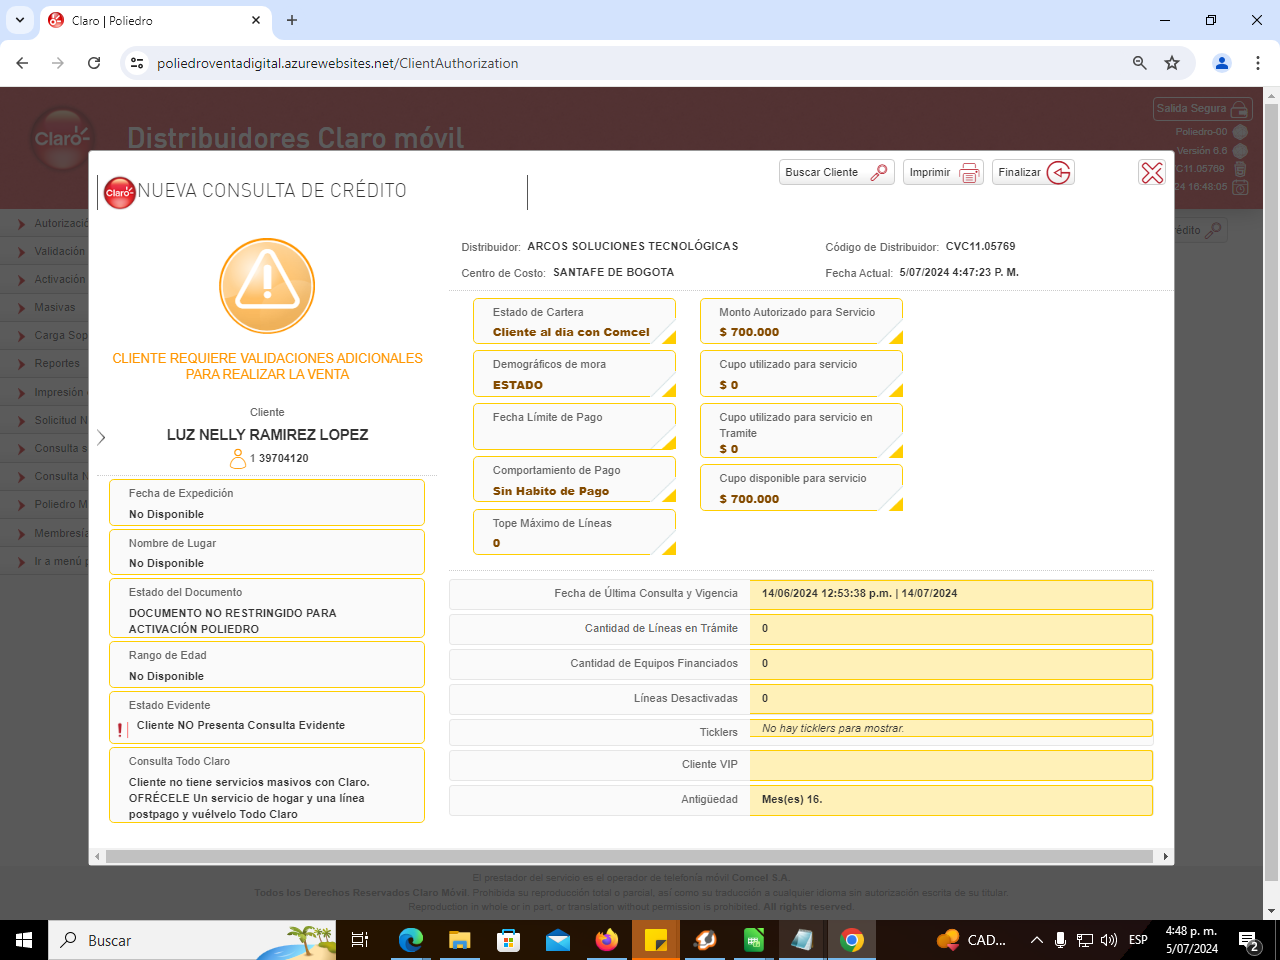 Claro | Poliedro
poliedroventadigital.azurewebsites.net/ClientAuthorization
Claro
Distribuidores Claro móvil
Salida Segura
Poliedro-00
Versión 6.6
VC11.05769
24 16:48:05
Buscar Cliente
Imprimir
Finalizar
Claro
NUEVA CONSULTA DE CRÉDITO
Autorizació
Validación
Activación
Masivas
Carga Sop
Reportes
Impresión
Solicitud N
Consulta s
Consulta N
Poliedro M
Membresía
Ir a menú p
édito
CLIENTE REQUIERE VALIDACIONES ADICIONALES
PARA REALIZAR LA VENTA
Cliente
LUZ NELLY RAMIREZ LOPEZ
1 39704120
Fecha de Expedición
No Disponible
Nombre de Lugar
No Disponible
Estado del Documento
DOCUMENTO NO RESTRINGIDO PARA
ACTIVACIÓN POLIEDRO
Rango de Edad
No Disponible
Estado Evidente
Cliente NO Presenta Consulta Evidente
Consulta Todo Claro
Cliente no tiene servicios masivos con Claro.
OFRÉCELE Un servicio de hogar y una línea
postpago y vuélvelo Todo Claro
Distribuidor: ARCOS SOLUCIONES TECNOLÓGICAS
Código de Distribuidor: CVC11.05769
Centro de Costo: SANTAFE DE BOGOTA
Fecha Actual: 5/07/2024 4:47:23 P. M.
Estado de Cartera
Cliente al dia con Comcel
Demográficos de mora
ESTADO
Fecha Límite de Pago
Comportamiento de Pago
Sin Habito de Pago
Tope Máximo de Líneas
0
Monto Autorizado para Servicio
$ 700.000
Cupo utilizado para servicio
$ 0
Cupo utilizado para servicio en
Tramite
$ 0
Cupo disponible para servicio
$ 700.000
Fecha de Última Consulta y Vigencia 14/06/2024 12:53:38 p.m. | 14/07/2024
Cantidad de Líneas en Trámite 0
Cantidad de Equipos Financiados 0
Líneas Desactivadas 0
Ticklers No hay ticklers para mostrar.
Cliente VIP
Antigüedad Mes(es) 16.
El prestador del servicio es el operador de telefonía móvil Comcel S.A.
Todos los Derechos Reservados Claro Móvil. Prohibida su reproducción total o parcial, así como su traducción a cualquier idioma sin autorización escrita de su titular.
Reproduction in whole or in part, or translation without permission is prohibited. All rights reserved.
Buscar
CAD...
ESP
4:48 p. m.
5/07/2024
2